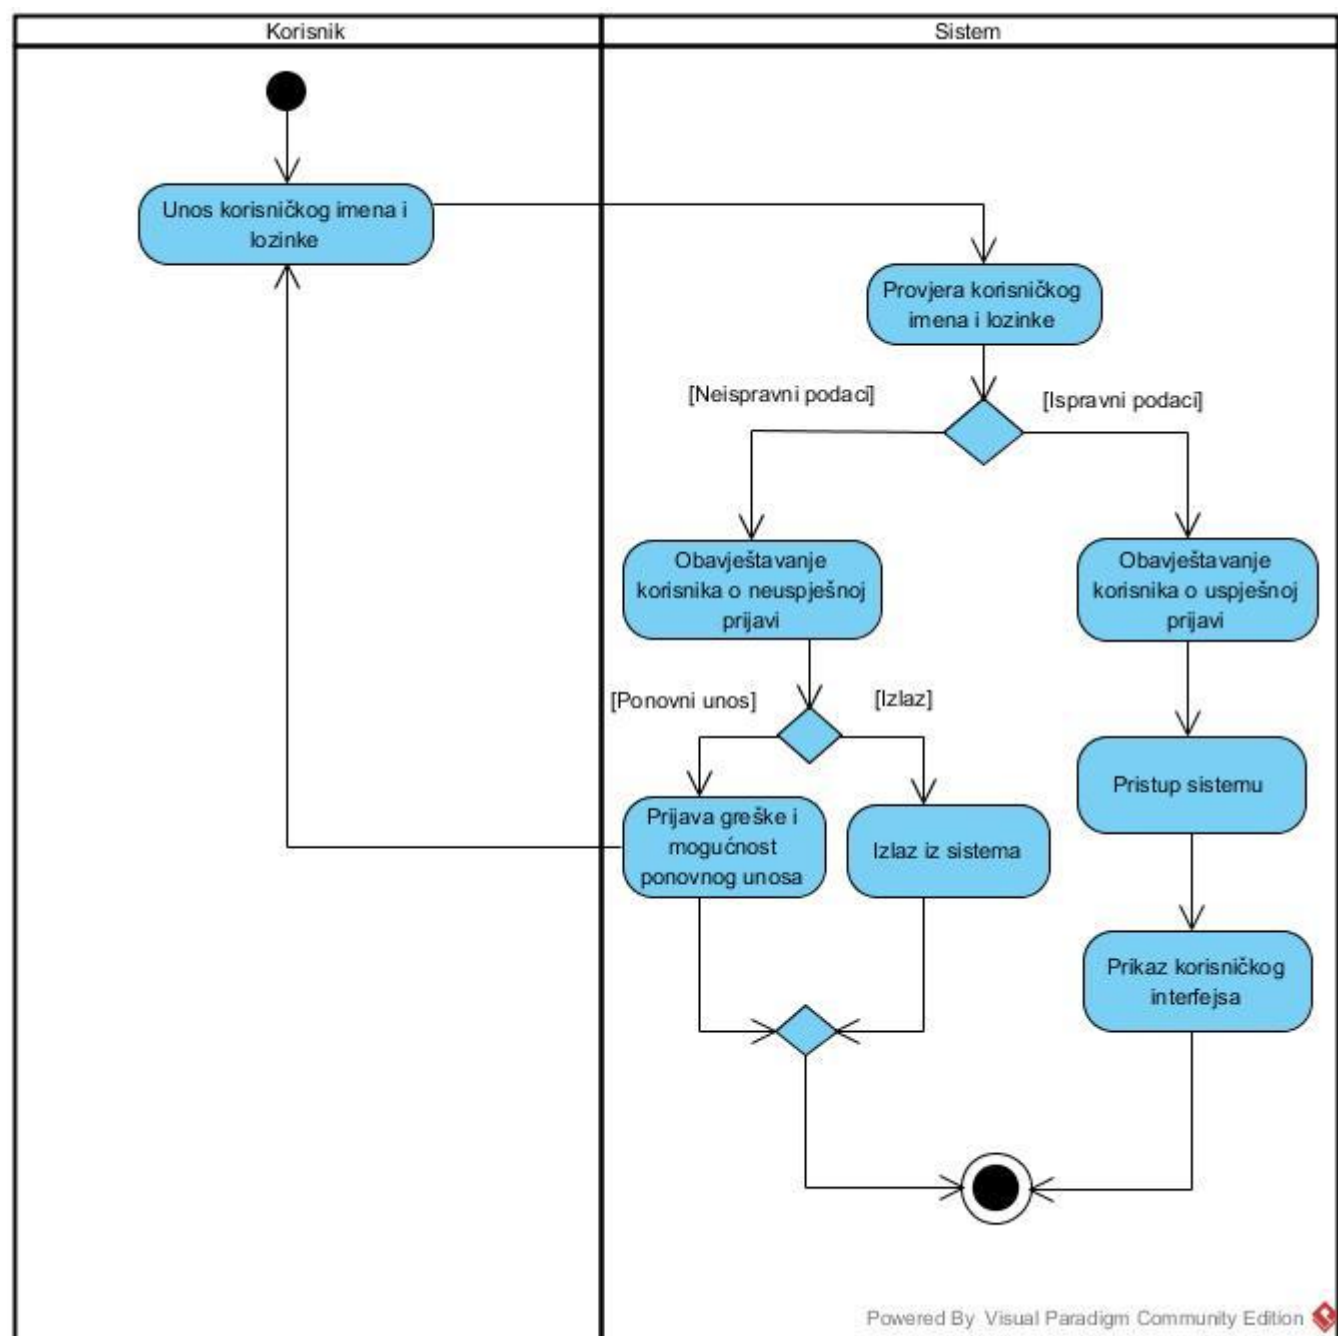 Korisnik
Sistem
Unos korisničkog imena i
lozinke
Provjera korisničkog
imena i lozinke
[Neispravni podaci]
[Ispravni podaci]
Obavještavanje
korisnika o neuspješnoj
prijavi
Obavještavanje
korisnika o uspješnoj
prijavi
[Ponovni unos]
[Izlaz]
Prijava greške i
mogućnost
ponovnog unosa
Izlaz iz sistema
Pristup sistemu
Prikaz korisničkog
interfejsa
Powered By Visual Paradigm Community Edition